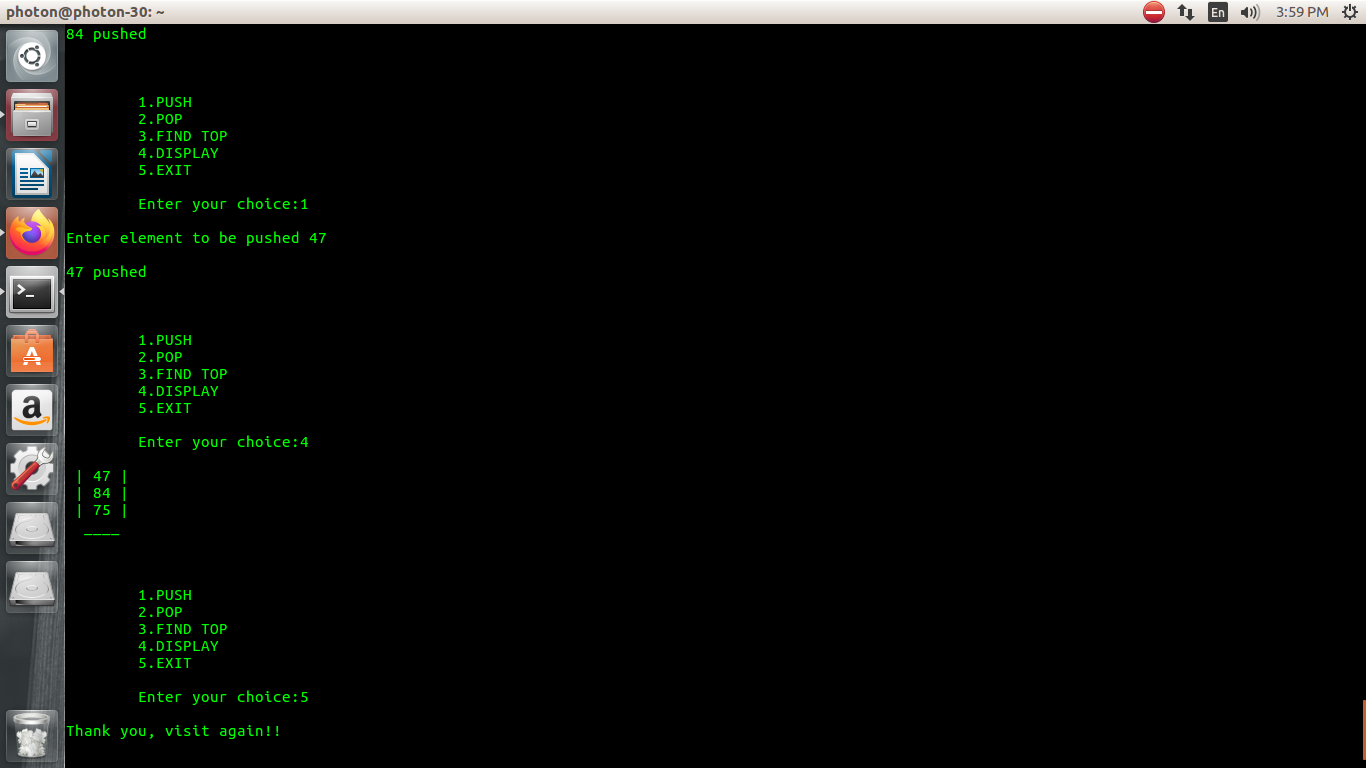 photon@photon-30: ~
En
3:59 PM
84 pushed
1.PUSH
2.POP
3.FIND TOP
4.DISPLAY
5.EXIT
Enter your choice:1
Enter element to be pushed 47
47 pushed
1.PUSH
2.POP
3.FIND TOP
4.DISPLAY
5.EXIT
Enter your choice:4
| 47 |
| 84 |
| 75 |
____
1.PUSH
2.POP
3.FIND TOP
4.DISPLAY
5.EXIT
Enter your choice:5
Thank you, visit again!!